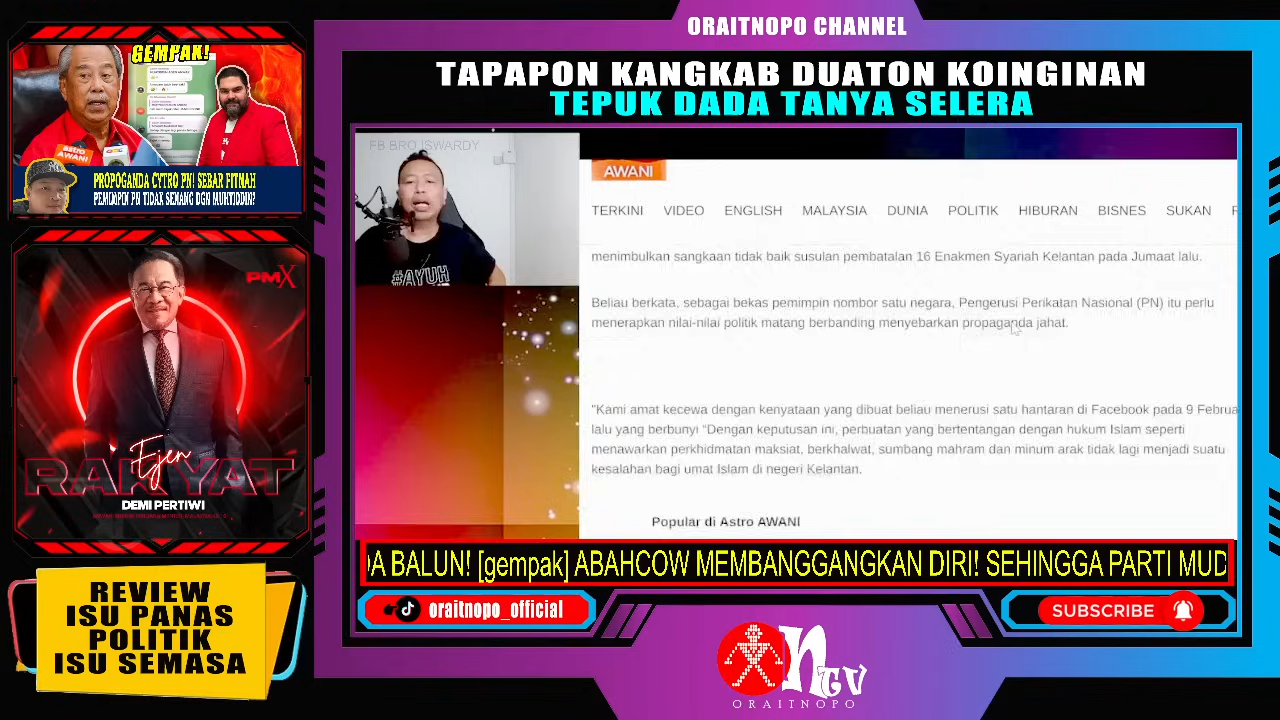 ORAITNOPO CHANNEL
TAPAPON KANGKAB DUMON KOINGINAN
TEPUK DADA TANYA SELERA
GEMPAK!
ASTRO AWANI
PROPOGANDA CYTRO PN! SEBAR FITNAH
PEMIMPIN PN TIDAK SENANG DGN MUHYIDDIN?
PMX
Ejen
RAKYAT
DEMI PERTIWI
REVIEW
ISU PANAS
POLITIK
ISU SEMASA
FB BRO ISWARDY
#AYUH
AWANI
TERKINI VIDEO ENGLISH MALAYSIA DUNIA POLITIK HIBURAN BISNES SUKAN
menimbulkan sangkaan tidak baik susulan pembatalan 16 Enakmen Syariah Kelantan pada Jumaat lalu.
Beliau berkata, sebagai bekas pemimpin nombor satu negara, Pengerusi Perikatan Nasional (PN) itu perlu
menerapkan nilai-nilai politik matang berbanding menyebarkan propaganda jahat.
"Kami amat kecewa dengan kenyataan yang dibuat beliau menerusi satu hantaran di Facebook pada 9 Februa
lalu yang berbunyi "Dengan keputusan ini, perbuatan yang bertentangan dengan hukum Islam seperti
menawarkan perkhidmatan maksiat, berkhalwat, sumbang mahram dan minum arak tidak lagi menjadi suatu
kesalahan bagi umat Islam di negeri Kelantan.
Popular di Astro AWANI
DA BALUN! [gempak] ABAHCOW MEMBANGGANGKAN DIRI! SEHINGGA PARTI MUD
oraitnopo_official
SUBSCRIBE
ntv
ORAITNOPO